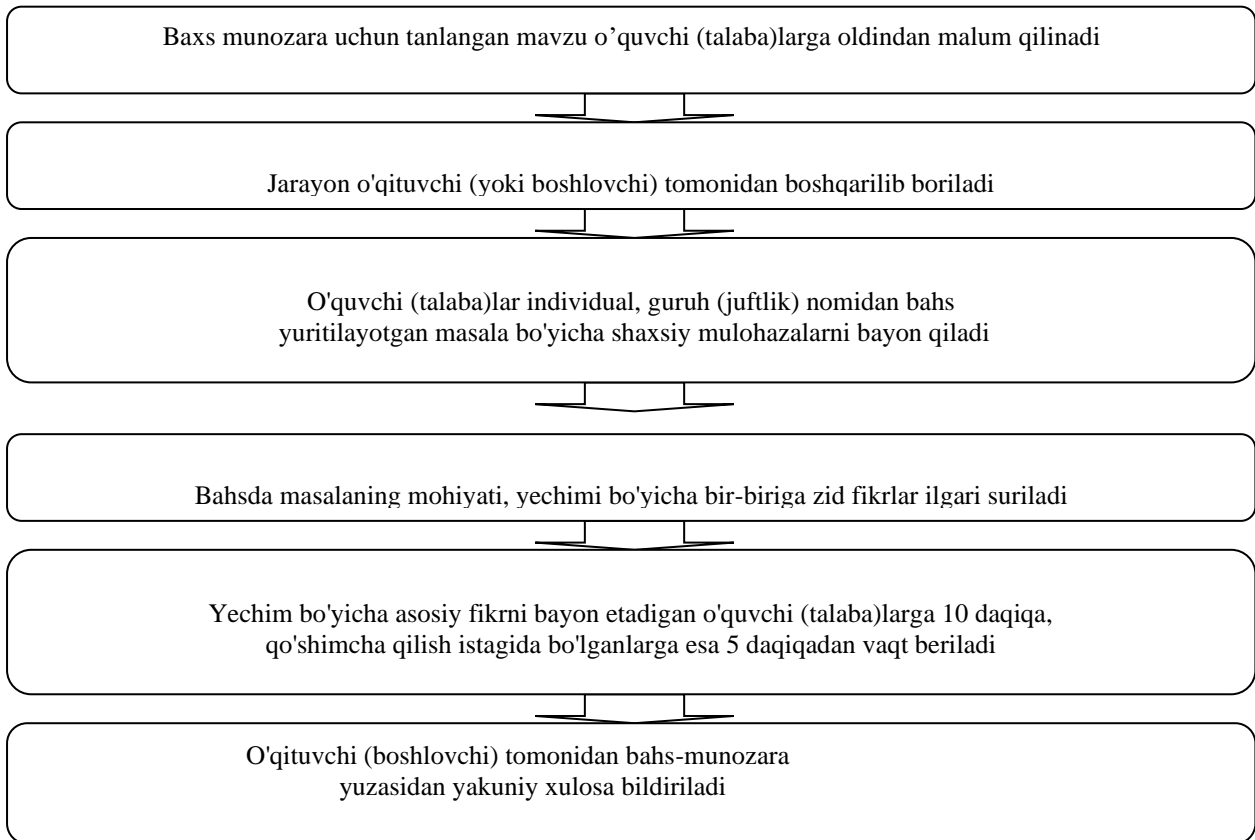 Baxs munozara uchun tanlangan mavzu o’quvchi (talaba)larga oldindan malum qilinadi
Jarayon o'qituvchi (yoki boshlovchi) tomonidan boshqarilib boriladi
O'quvchi (talaba)lar individual, guruh (juftlik) nomidan bahs
yuritilayotgan masala bo'yicha shaxsiy mulohazalarni bayon qiladi
Bahsda masalaning mohiyati, yechimi bo'yicha bir-biriga zid fikrlar ilgari suriladi
Yechim bo'yicha asosiy fikrni bayon etadigan o'quvchi (talaba)larga 10 daqiqa,
qo'shimcha qilish istagida bo'lganlarga esa 5 daqiqadan vaqt beriladi
O'qituvchi (boshlovchi) tomonidan bahs-munozara
yuzasidan yakuniy xulosa bildiriladi